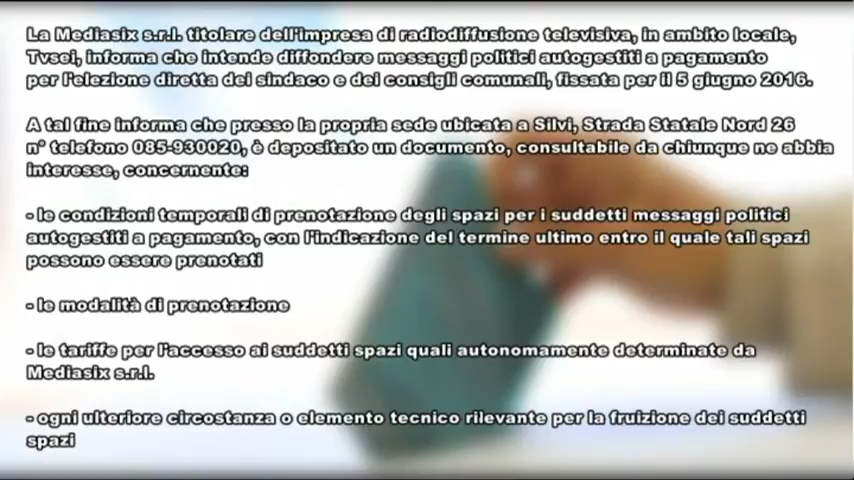 La Mediasix s.r.l. titolare dell'impresa di radiodiffusione televisiva, in ambito locale,
Tvsei, informa che intende diffondere messaggi politici autogestiti a pagamento
per l'elezione diretta dei sindaco e dei consigli comunali, fissata per il 5 giugno 2016.
A tal fine informa che presso la propria sede ubicata a Silvi, Strada Statale Nord 26
n° telefono 085-930020, è depositato un documento, consultabile da chiunque ne abbia
interesse, concernente:
- le condizioni temporali di prenotazione degli spazi per i suddetti messaggi politici
autogestiti a pagamento, con l'indicazione del termine ultimo entro il quale tali spazi
possono essere prenotati
- le modalità di prenotazione
- le tariffe per l'accesso ai suddetti spazi quali autonomamente determinate da
Mediasix s.r.l.
- ogni ulteriore circostanza o elemento tecnico rilevante per la fruizione dei suddetti
spazi